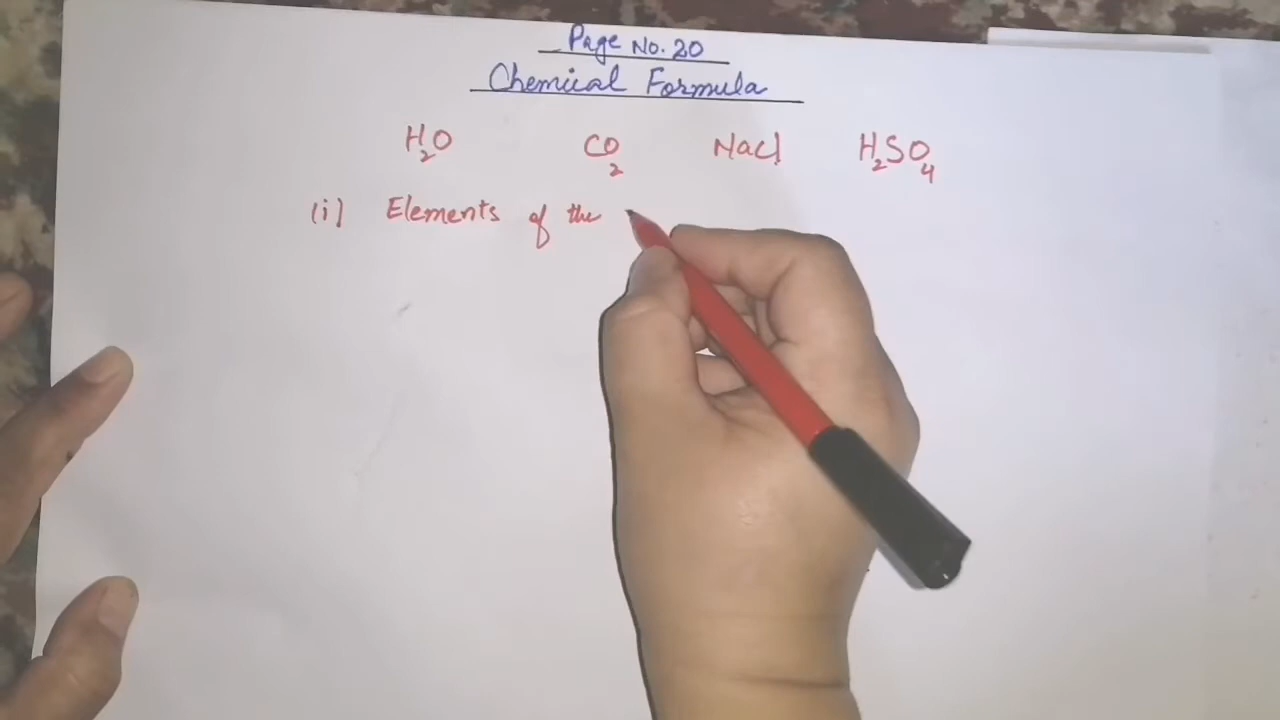 Page No. 20
Chemical Formula
H₂O CO₂ NaCl H₂SO₄
(i) Elements of the